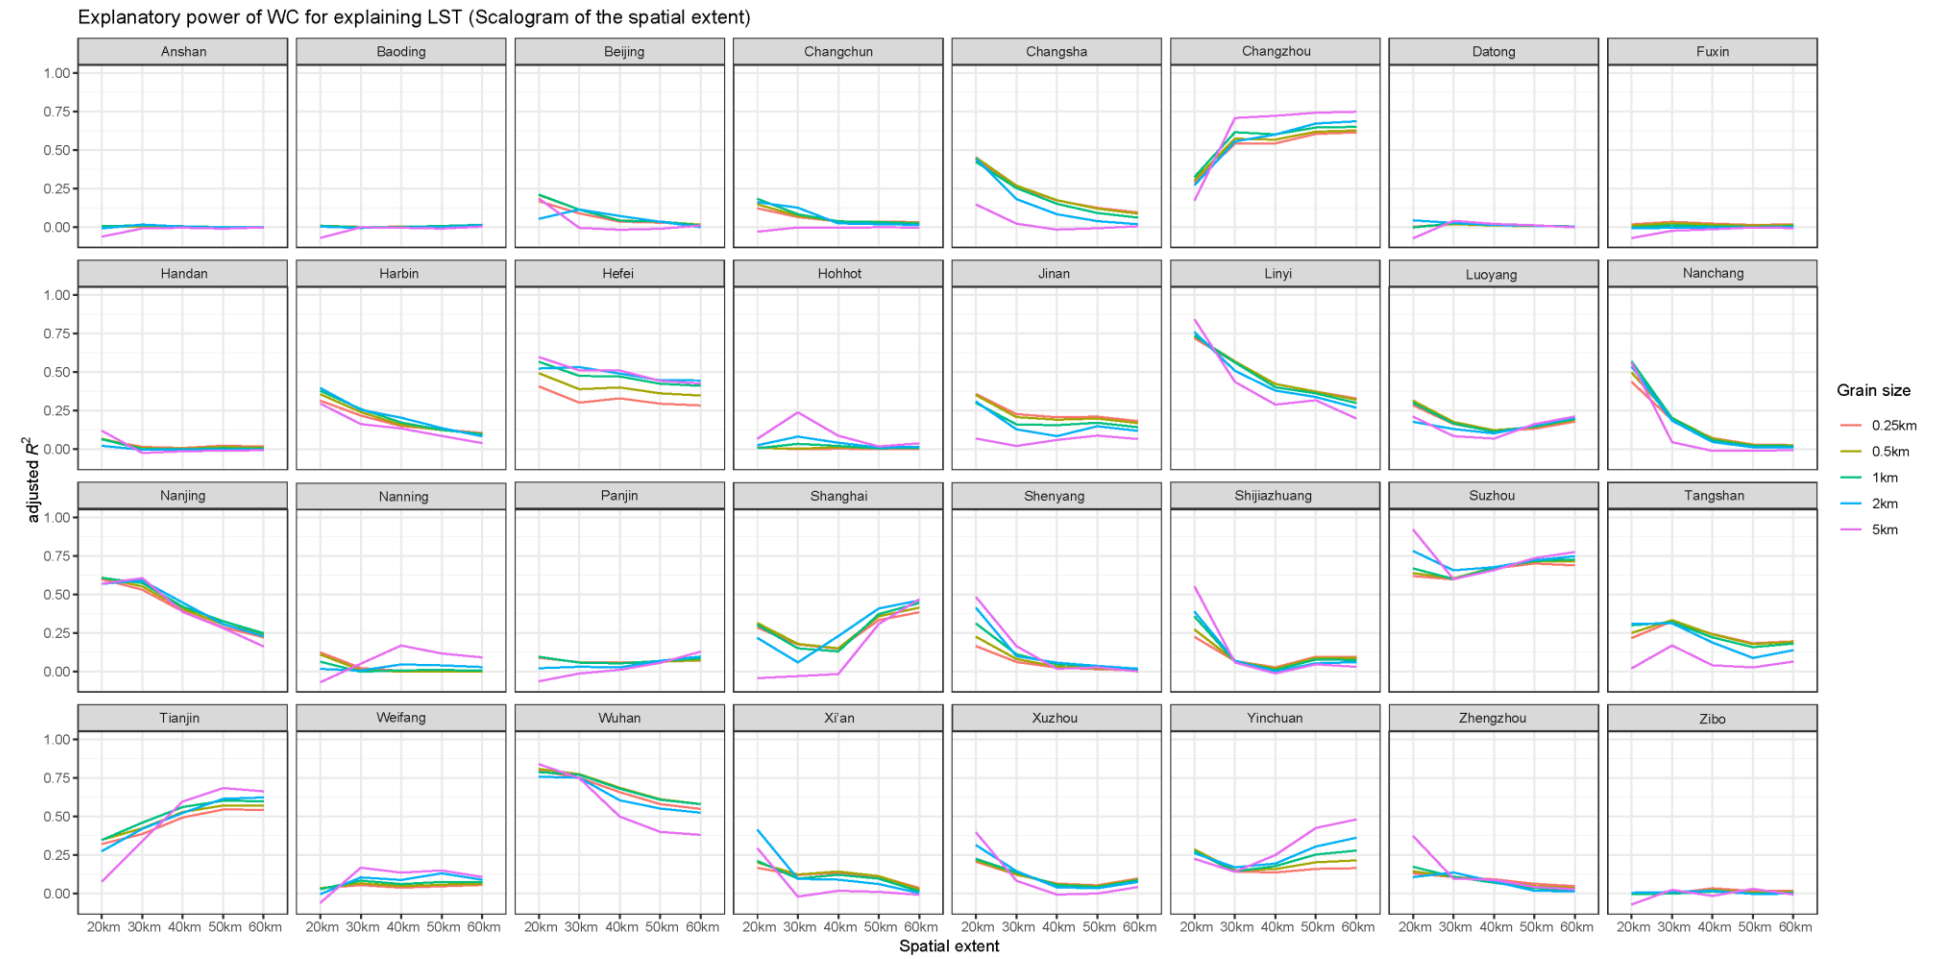 Explanatory power of WC for explaining LST (Scalogram of the spatial extent)
Anshan Baoding Beijing Changchun Changsha Changzhou Datong Fuxin
1.00
0.75
0.50
0.25
0.00
Handan Harbin Hefei Hohhot Jinan Linyi Luoyang Nanchang
1.00
0.75
0.50
0.25
0.00
Nanjing Nanning Panjin Shanghai Shenyang Shijiazhuang Suzhou Tangshan
1.00
0.75
0.50
0.25
0.00
Tianjin Weifang Wuhan Xi'an Xuzhou Yinchuan Zhengzhou Zibo
1.00
0.75
0.50
0.25
0.00
20km 30km 40km 50km 60km 20km 30km 40km 50km 60km 20km 30km 40km 50km 60km 20km 30km 40km 50km 60km 20km 30km 40km 50km 60km 20km 30km 40km 50km 60km 20km 30km 40km 50km 60km 20km 30km 40km 50km 60km
Spatial extent
adjusted R²
Grain size
0.25km
0.5km
1km
2km
5km